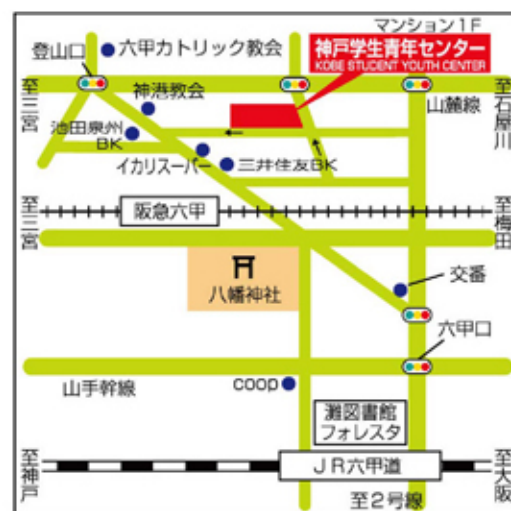 マンション1F
登山口
六甲カトリック教会
神戸学生青年センター
KOBE STUDENT YOUTH CENTER
至三宮
神港教会
山麓線
至石屋川
池田泉州
BK
イカリスーパー
三井住友BK
至三宮
阪急六甲
至梅田
八幡神社
交番
六甲口
山手幹線
coop
灘図書館
フォレスタ
至神戸
JR六甲道
至大阪
至2号線